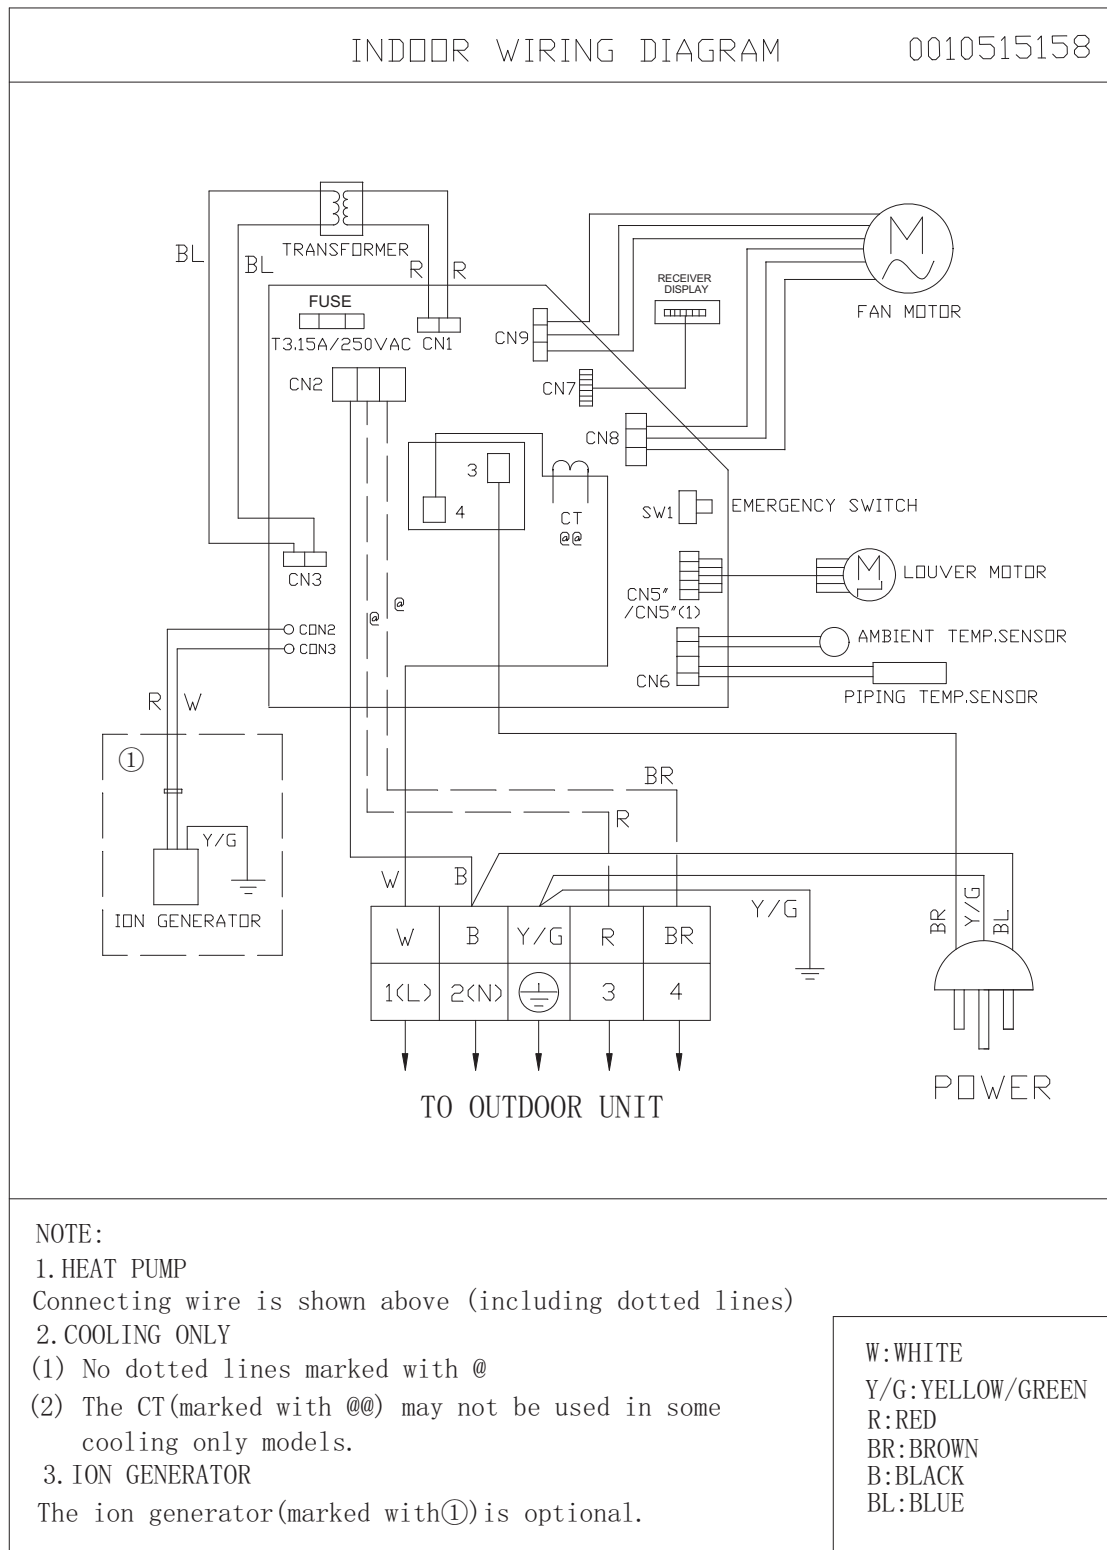 INDOOR WIRING DIAGRAM 0010515158
TRANSFORMER
BL
BL
R
R
FUSE
T3.15A/250VAC
CN1
CN2
CN9
RECEIVER
DISPLAY
FAN MOTOR
M
CN7
CN8
3
4
CT
@@
SW1
EMERGENCY SWITCH
CN3
CN5"
/CN5"(1)
M
LOUVER MOTOR
@
@
CON2
CON3
CN6
AMBIENT TEMP.SENSOR
PIPING TEMP.SENSOR
R
W
①
Y/G
ION GENERATOR
BR
R
W
B
Y/G
BR
Y/G
BL
W B Y/G R BR
1(L) 2(N) 3 4
TO OUTDOOR UNIT
POWER
NOTE:
1.HEAT PUMP
Connecting wire is shown above (including dotted lines)
2.COOLING ONLY
(1) No dotted lines marked with @
(2) The CT(marked with @@) may not be used in some
cooling only models.
3.ION GENERATOR
The ion generator(marked with①)is optional.
W:WHITE
Y/G:YELLOW/GREEN
R:RED
BR:BROWN
B:BLACK
BL:BLUE